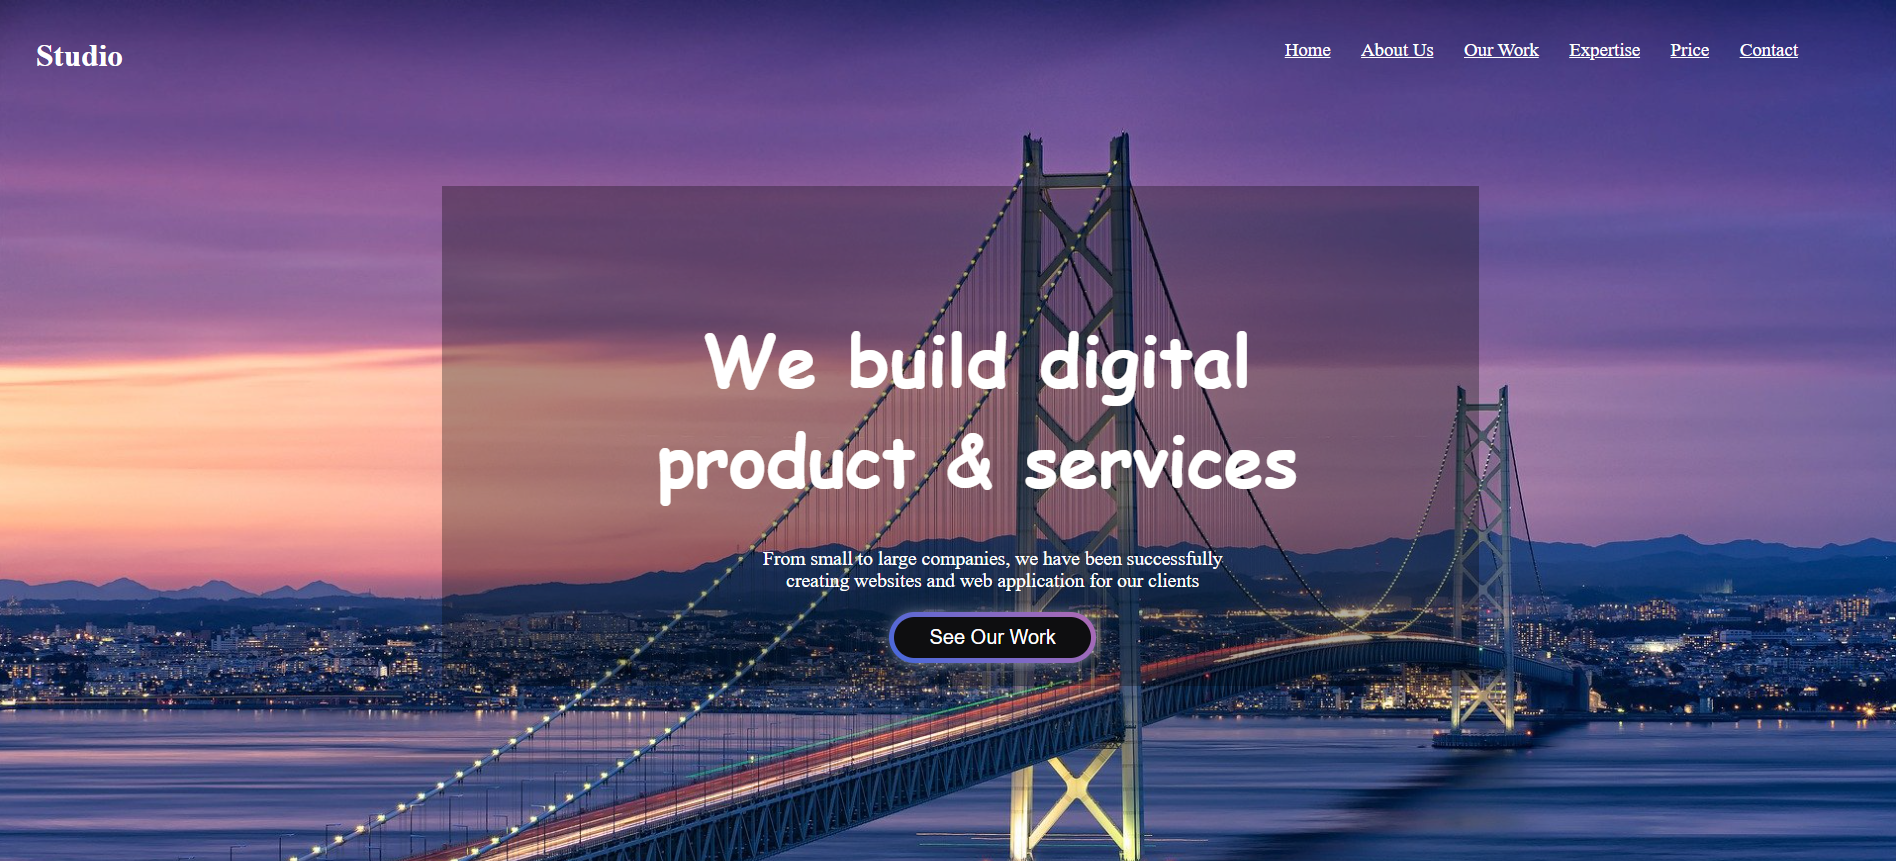 Studio
Home About Us Our Work Expertise Price Contact
We build digital
product & services
From small to large companies, we have been successfully
creating websites and web application for our clients
See Our Work